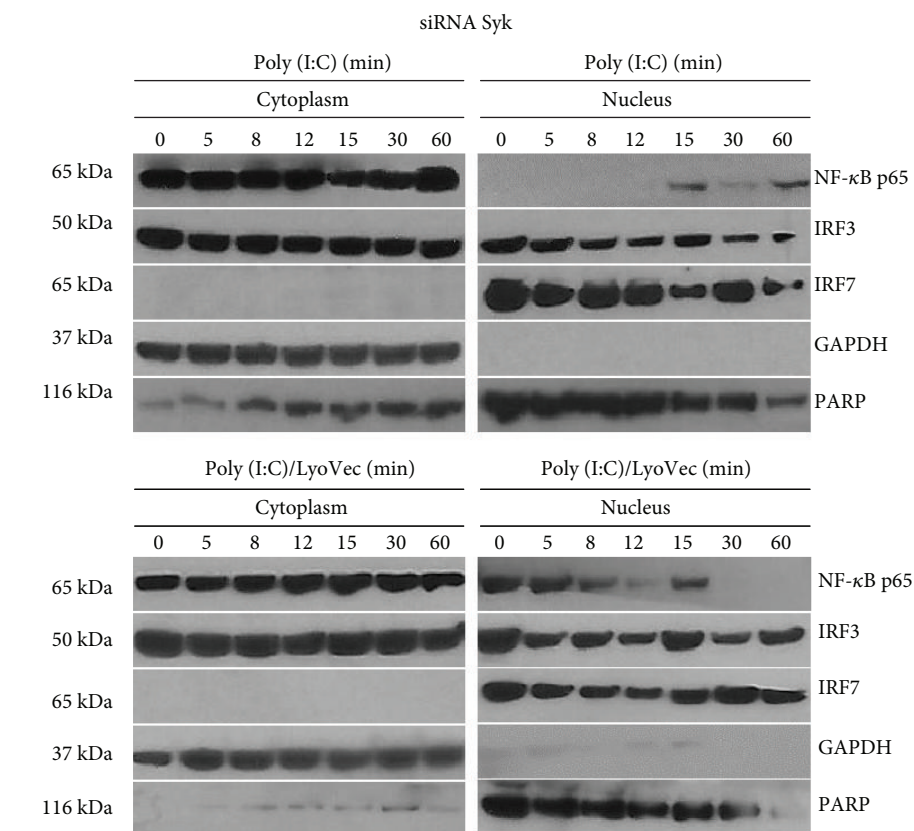 siRNA Syk
Poly (I:C) (min) Poly (I:C) (min)
Cytoplasm Nucleus
0 5 8 12 15 30 60 0 5 8 12 15 30 60
65 kDa NF-κB p65
50 kDa IRF3
65 kDa IRF7
37 kDa GAPDH
116 kDa PARP
Poly (I:C)/LyoVec (min) Poly (I:C)/LyoVec (min)
Cytoplasm Nucleus
0 5 8 12 15 30 60 0 5 8 12 15 30 60
65 kDa NF-κB p65
50 kDa IRF3
65 kDa IRF7
37 kDa GAPDH
116 kDa PARP